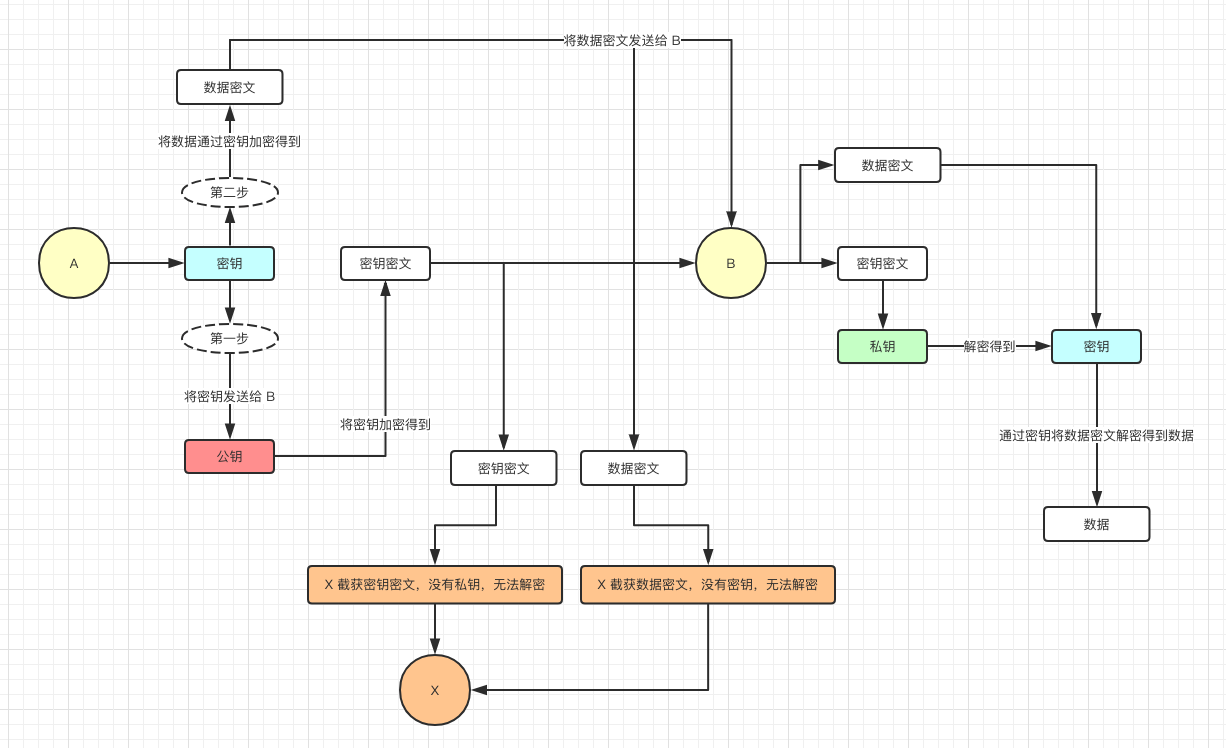 将数据密文发送给 B
数据密文
将数据通过密钥加密得到
第二步
数据密文
A
密钥
密钥密文
B
密钥密文
第一步
私钥
解密得到
密钥
将密钥发送给 B
将密钥加密得到
通过密钥将数据密文解密得到数据
公钥
密钥密文
数据密文
数据
X 截获密钥密文，没有私钥，无法解密
X 截获数据密文，没有密钥，无法解密
X